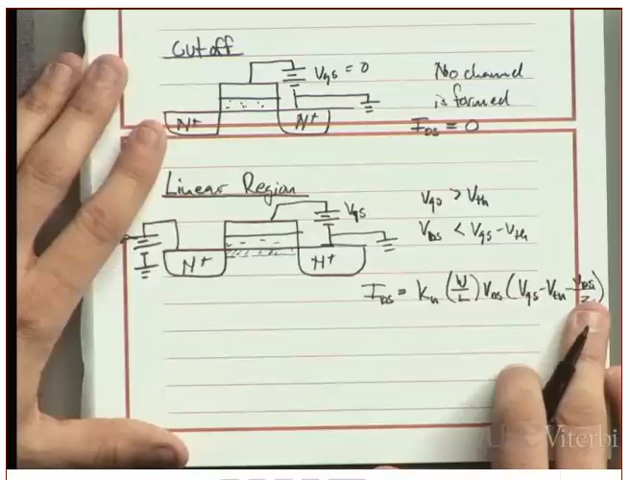 Cutoff
Vgs = 0
No channel
is formed
IDS = 0
N+
N+
Linear Region
Vgs
Vgs > Vth
VDS < Vgs - Vth
N+
N+
IDS = Kn (W/L) VDS (Vgs - Vth - VDS/2)
USC Viterbi